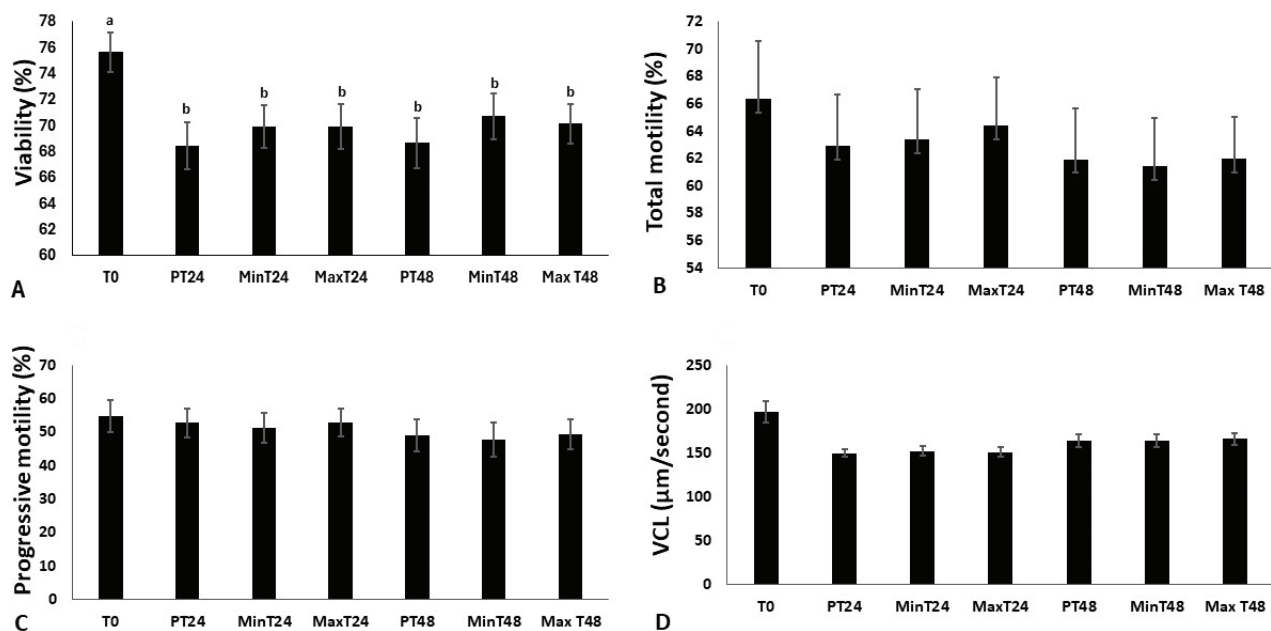 78
76
74
72
70
68
66
64
62
60
Viability (%)
a
b
b
b
b
b
b
T0 PT24 MinT24 MaxT24 PT48 MinT48 Max T48
A
72
70
68
66
64
62
60
58
56
54
Total motility (%)
T0 PT24 MinT24 MaxT24 PT48 MinT48 Max T48
B
70
60
50
40
30
20
10
0
Progressive motility (%)
T0 PT24 MinT24 MaxT24 PT48 MinT48 Max T48
C
250
200
150
100
50
0
VCL (µm/second)
T0 PT24 MinT24 MaxT24 PT48 MinT48 Max T48
D